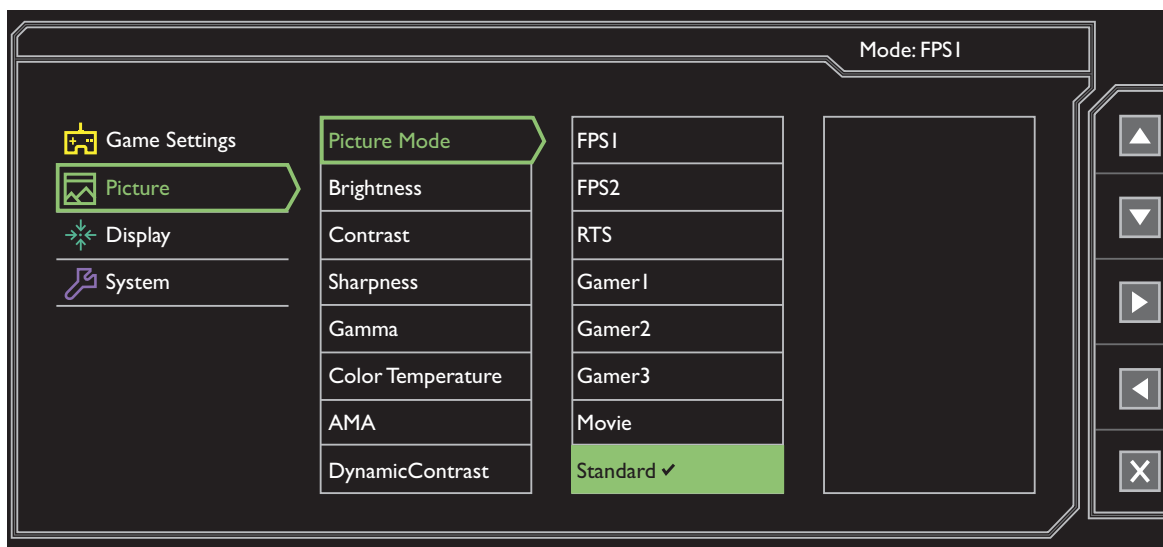 Mode: FPS1
Game Settings
Picture
Display
System
Picture Mode
Brightness
Contrast
Sharpness
Gamma
Color Temperature
AMA
DynamicContrast
FPS1
FPS2
RTS
Gamer1
Gamer2
Gamer3
Movie
Standard ✔